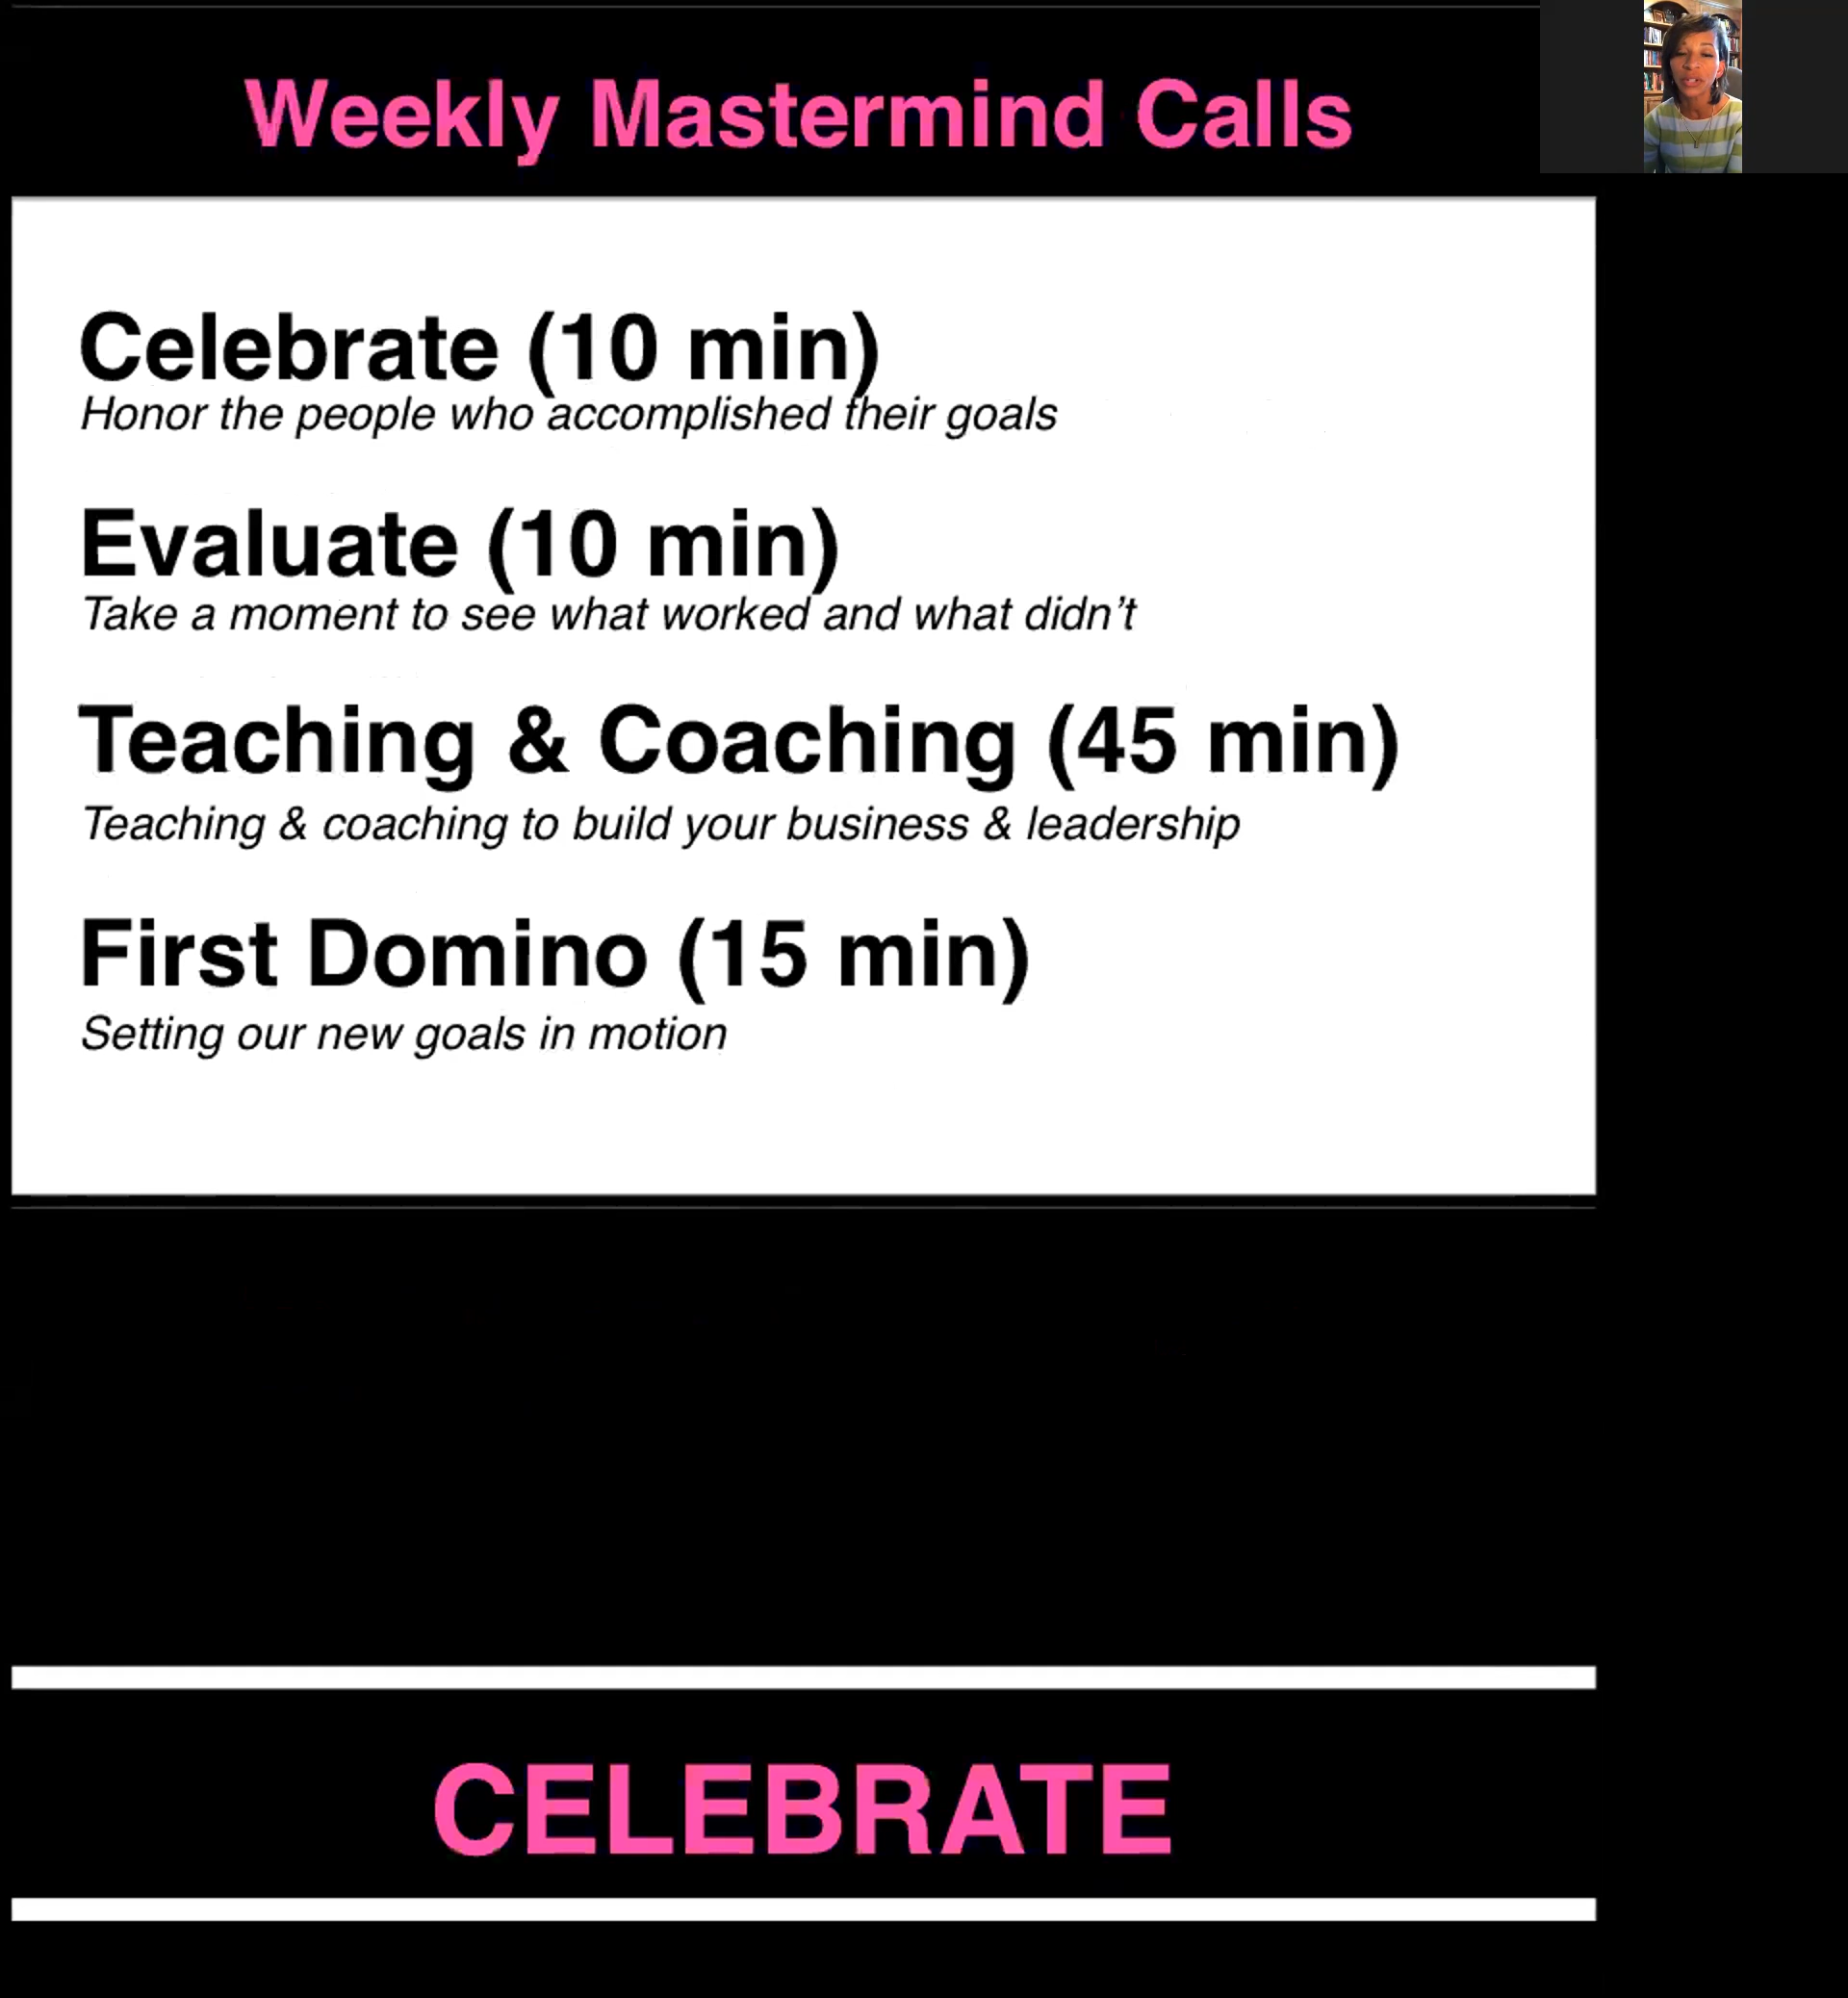 Weekly Mastermind Calls
Celebrate (10 min)
Honor the people who accomplished their goals
Evaluate (10 min)
Take a moment to see what worked and what didn’t
Teaching & Coaching (45 min)
Teaching & coaching to build your business & leadership
First Domino (15 min)
Setting our new goals in motion
CELEBRATE